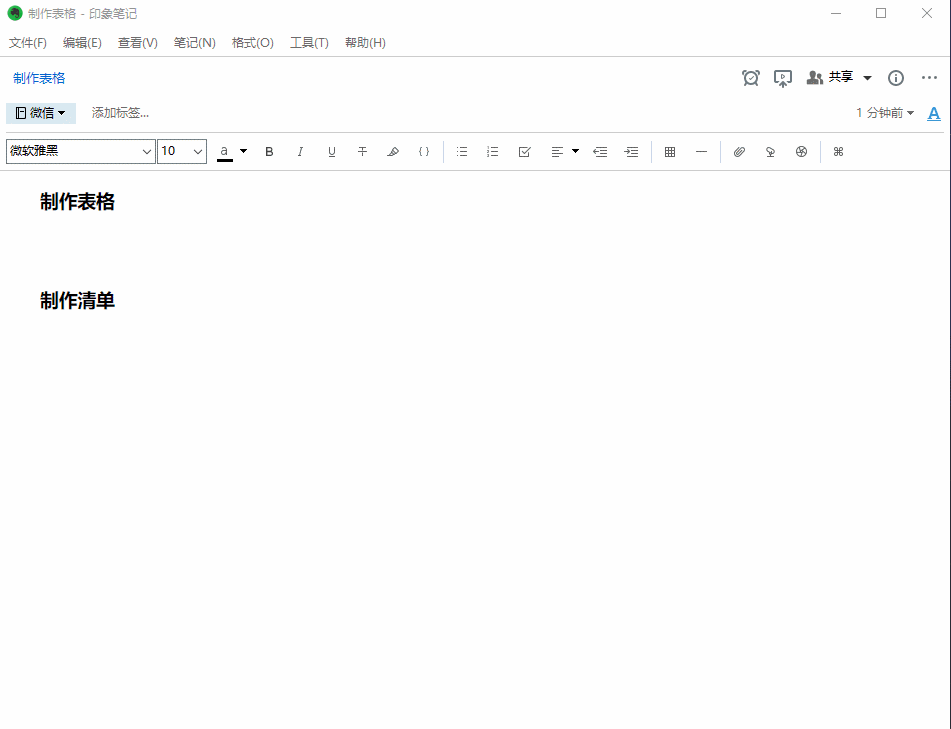 制作表格 - 印象笔记
文件(F) 编辑(E) 查看(V) 笔记(N) 格式(O) 工具(T) 帮助(H)
制作表格 共享
微信 添加标签... 1 分钟前 A
微软雅黑 10 a B I U T { }
制作表格
制作清单